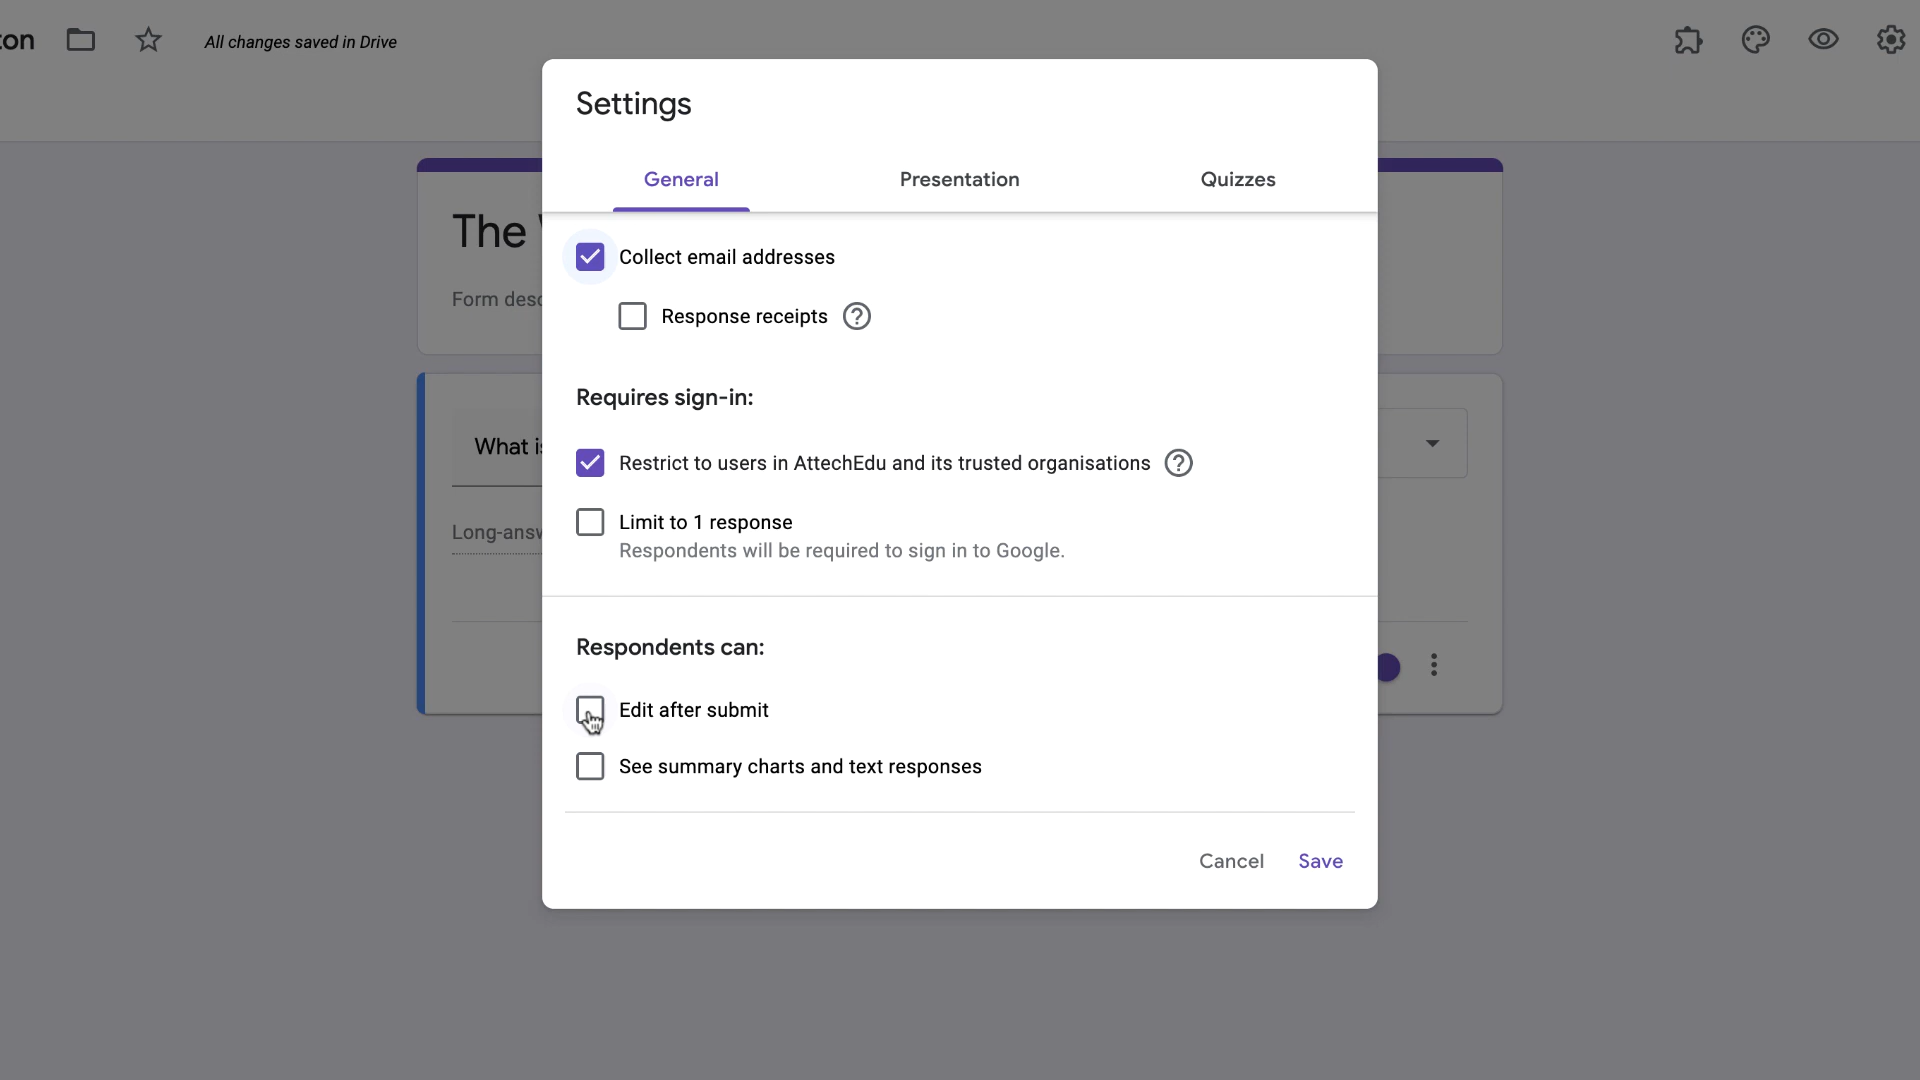 ton
All changes saved in Drive
Settings
General
Presentation
Quizzes
The
Form desc
Collect email addresses
Response receipts
Requires sign-in:
What is
Restrict to users in AttechEdu and its trusted organisations
Limit to 1 response
Respondents will be required to sign in to Google.
Long-answ
Respondents can:
Edit after submit
See summary charts and text responses
Cancel
Save